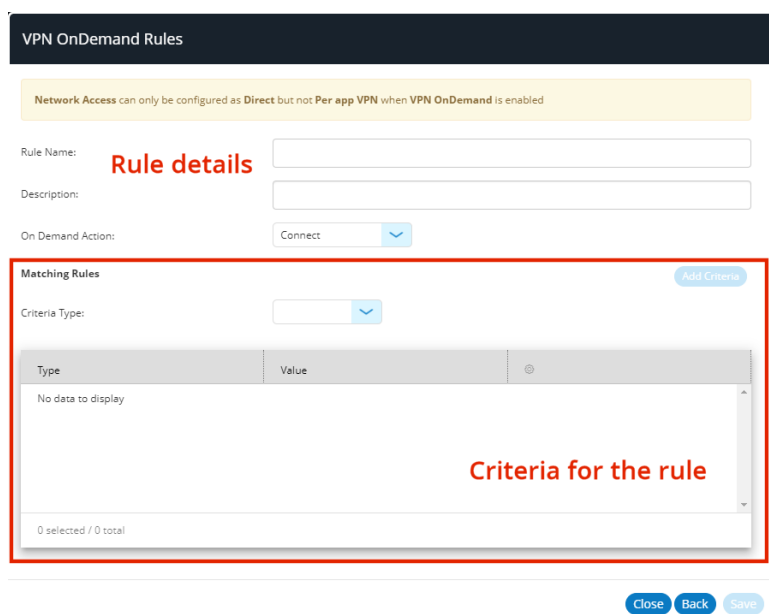 VPN OnDemand Rules
Network Access can only be configured as Direct but not Per app VPN when VPN OnDemand is enabled
Rule Name:
Rule details
Description:
On Demand Action:
Connect
Matching Rules
Add Criteria
Criteria Type:
Type Value
No data to display
Criteria for the rule
0 selected / 0 total
Close Back Save